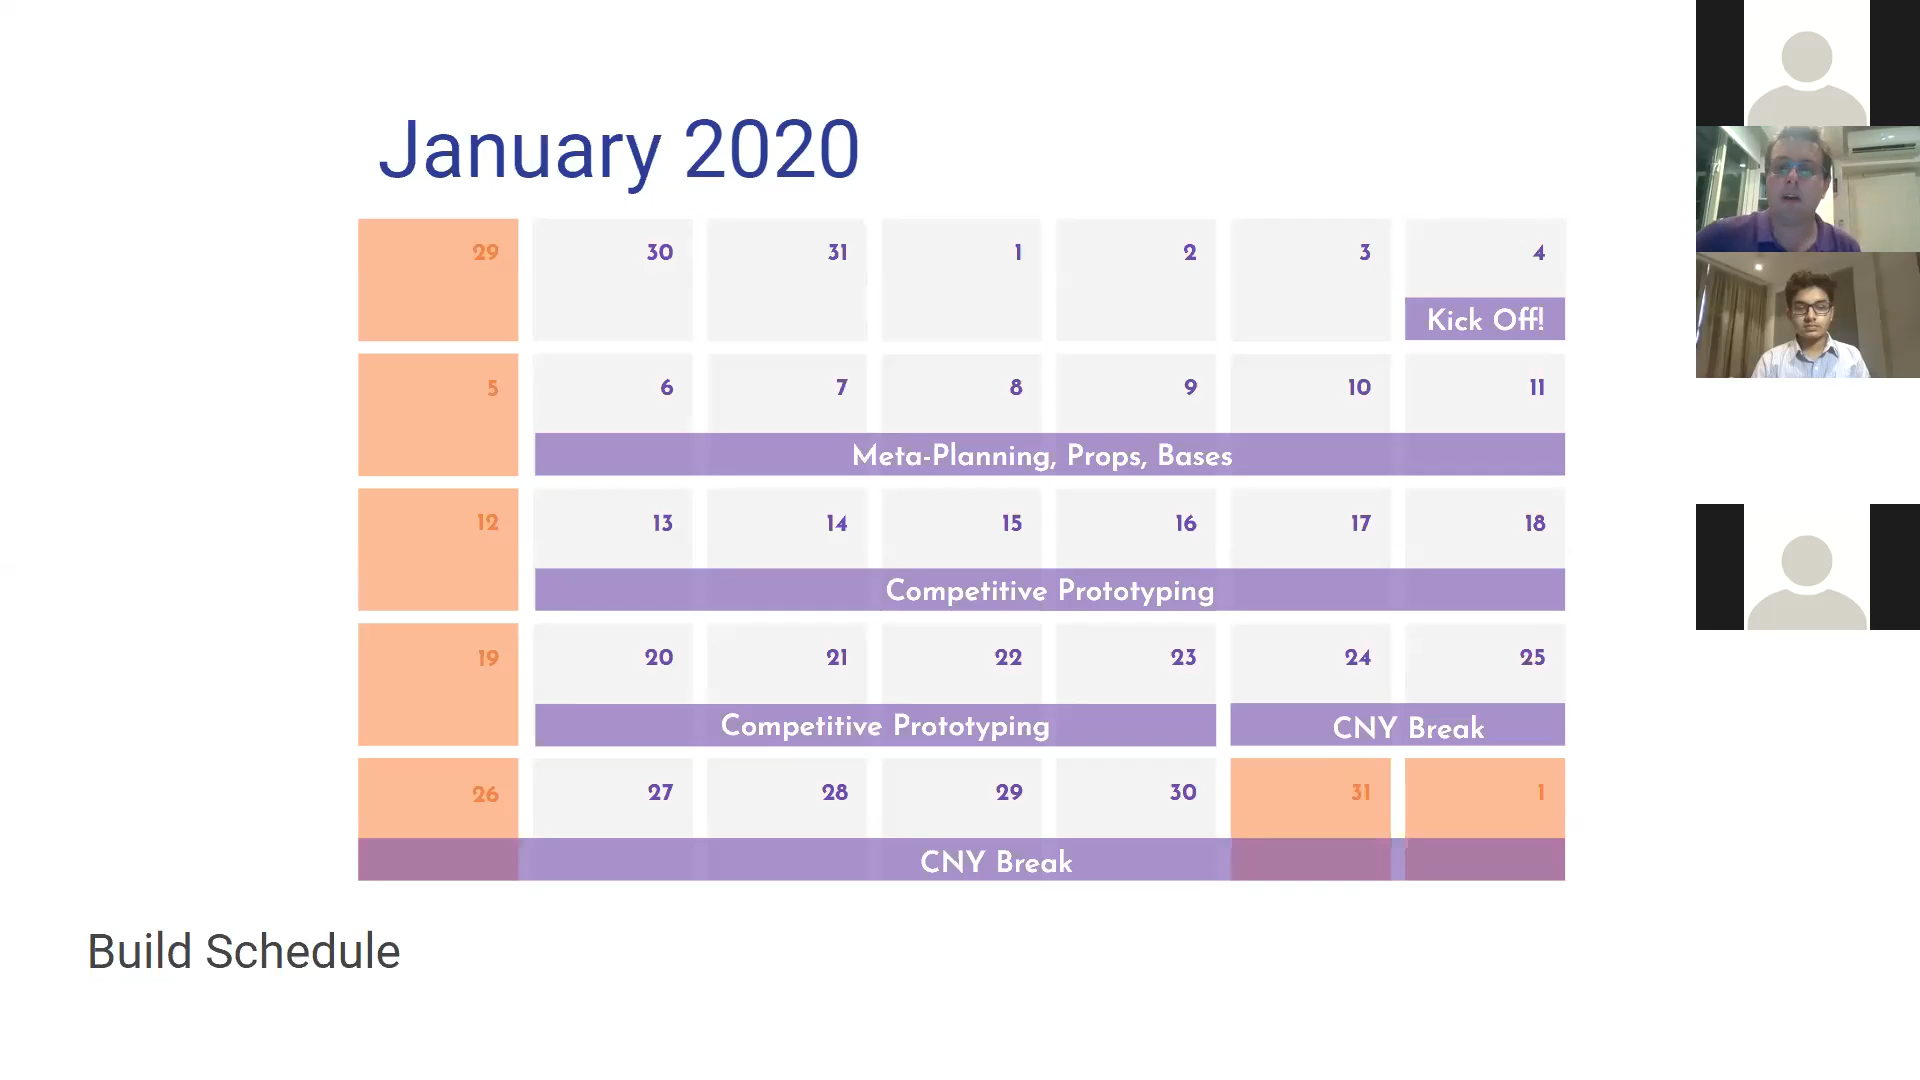 January 2020
29 30 31 1 2 3 4
Kick Off!
5 6 7 8 9 10 11
Meta-Planning, Props, Bases
12 13 14 15 16 17 18
Competitive Prototyping
19 20 21 22 23 24 25
Competitive Prototyping CNY Break
26 27 28 29 30 31 1
CNY Break
Build Schedule